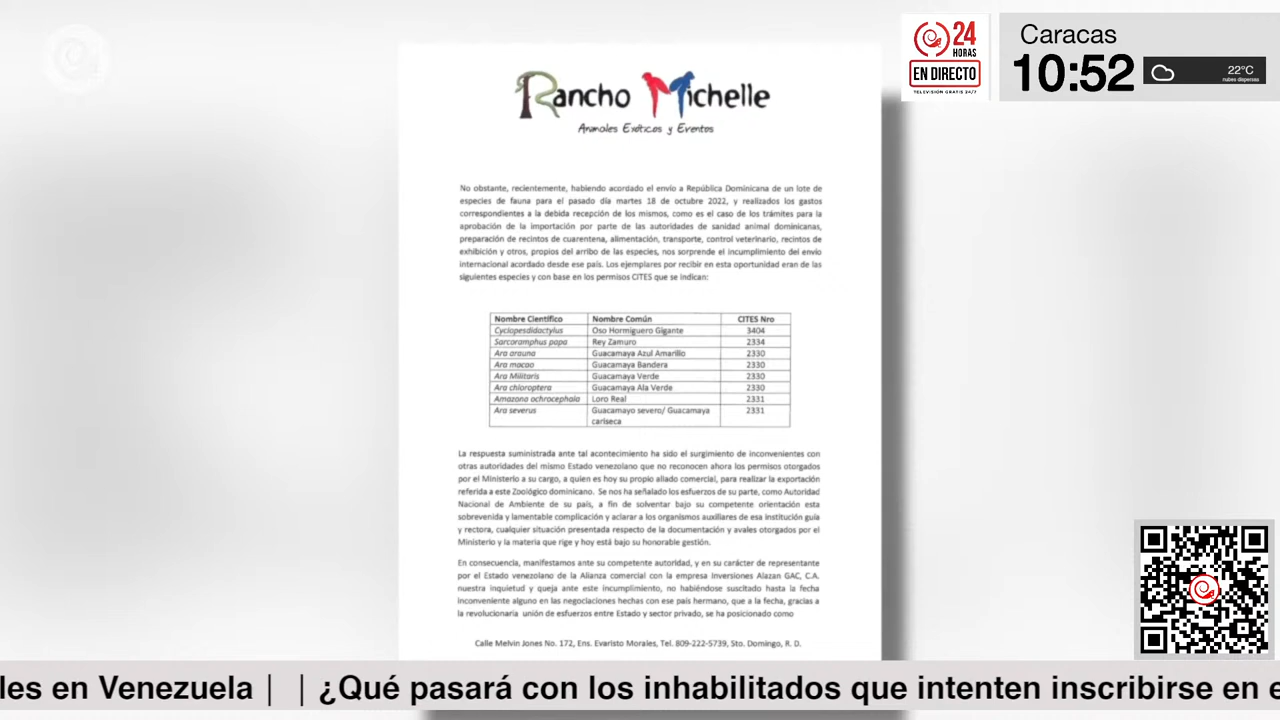 24
HORAS
EN DIRECTO
TELEVISIÓN GRATIS 24/7
Caracas
10:52
22°C
nubes dispersas
Rancho Michelle
Animales Exóticos y Eventos
No obstante, recientemente, habiendo acordado el envío a República Dominicana de un lote de
especies de fauna para el pasado día martes 18 de octubre 2022, y realizados los gastos
correspondientes a la debida recepción de los mismos, como es el caso de los trámites para la
aprobación de la importación por parte de las autoridades de sanidad animal dominicanas,
preparación de recintos de cuarentena, alimentación, transporte, control veterinario, recintos de
exhibición y otros, propios del arribo de las especies, nos sorprende el incumplimiento del envío
internacional acordado desde ese país. Los ejemplares por recibir en esta oportunidad eran de las
siguientes especies y con base en los permisos CITES que se indican:
Nombre Científico Nombre Común CITES Nro
Cyclopesdidactylus Oso Hormiguero Gigante 3404
Sarcoramphus papa Rey Zamuro 2334
Ara arauna Guacamaya Azul Amarillo 2330
Ara macao Guacamaya Bandera 2330
Ara Militaris Guacamaya Verde 2330
Ara chloroptera Guacamaya Ala Verde 2330
Amazona ochrocephala Loro Real 2331
Ara severus Guacamayo severo/ Guacamaya 2331
cariseca
La respuesta suministrada ante tal acontecimiento ha sido el surgimiento de inconvenientes con
otras autoridades del mismo Estado venezolano que no reconocen ahora los permisos otorgados
por el Ministerio a su cargo, a quien es hoy su propio aliado comercial, para realizar la exportación
referida a este Zoológico dominicano. Se nos ha señalado los esfuerzos de su parte, como Autoridad
Nacional de Ambiente de su país, a fin de solventar bajo su competente orientación esta
sobrevenida y lamentable complicación y aclarar a los organismos auxiliares de esa institución guía
y rectora, cualquier situación presentada respecto de la documentación y avales otorgados por el
Ministerio y la materia que rige y hoy está bajo su honorable gestión.
En consecuencia, manifestamos ante su competente autoridad, y en su carácter de representante
por el Estado venezolano de la Alianza comercial con la empresa Inversiones Alazan GAC, C.A.
nuestra inquietud y queja ante este incumplimiento, no habiéndose suscitado hasta la fecha
inconveniente alguno en las negociaciones hechas con ese país hermano, que a la fecha, gracias a
la revolucionaria unión de esfuerzos entre Estado y sector privado, se ha posicionado como
Calle Melvin Jones No. 172, Ens. Evaristo Morales, Tel. 809-222-5739, Sto. Domingo, R. D.
les en Venezuela | | ¿Qué pasará con los inhabilitados que intenten inscribirse en e